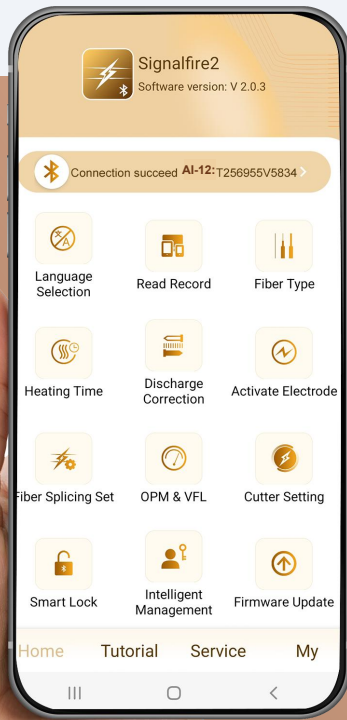 Signalfire2
Software version: V 2.0.3
Connection succeed AI-12:T256955V5834
Language
Selection
Read Record
Fiber Type
Heating Time
Discharge
Correction
Activate Electrode
Fiber Splicing Set
OPM & VFL
Cutter Setting
Smart Lock
Intelligent
Management
Firmware Update
Home Tutorial Service My